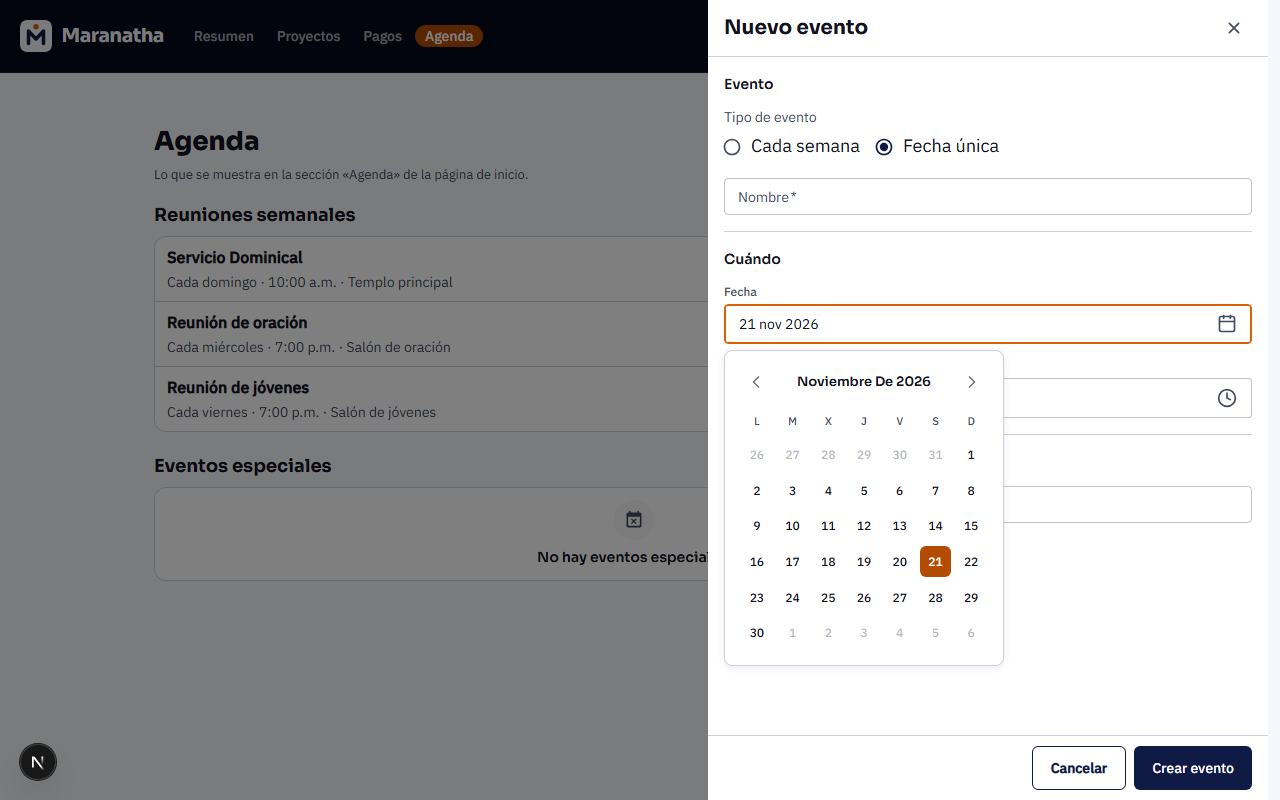 Maranatha
Resumen
Proyectos
Pagos
Agenda
Agenda
Lo que se muestra en la sección «Agenda» de la página de inicio.
Reuniones semanales
Servicio Dominical
Cada domingo · 10:00 a.m. · Templo principal
Reunión de oración
Cada miércoles · 7:00 p.m. · Salón de oración
Reunión de jóvenes
Cada viernes · 7:00 p.m. · Salón de jóvenes
Eventos especiales
No hay eventos especia
Nuevo evento
Evento
Tipo de evento
Cada semana
Fecha única
Nombre*
Cuándo
Fecha
21 nov 2026
Noviembre De 2026
L M X J V S D
26 27 28 29 30 31 1
2 3 4 5 6 7 8
9 10 11 12 13 14 15
16 17 18 19 20 21 22
23 24 25 26 27 28 29
30 1 2 3 4 5 6
Cancelar
Crear evento